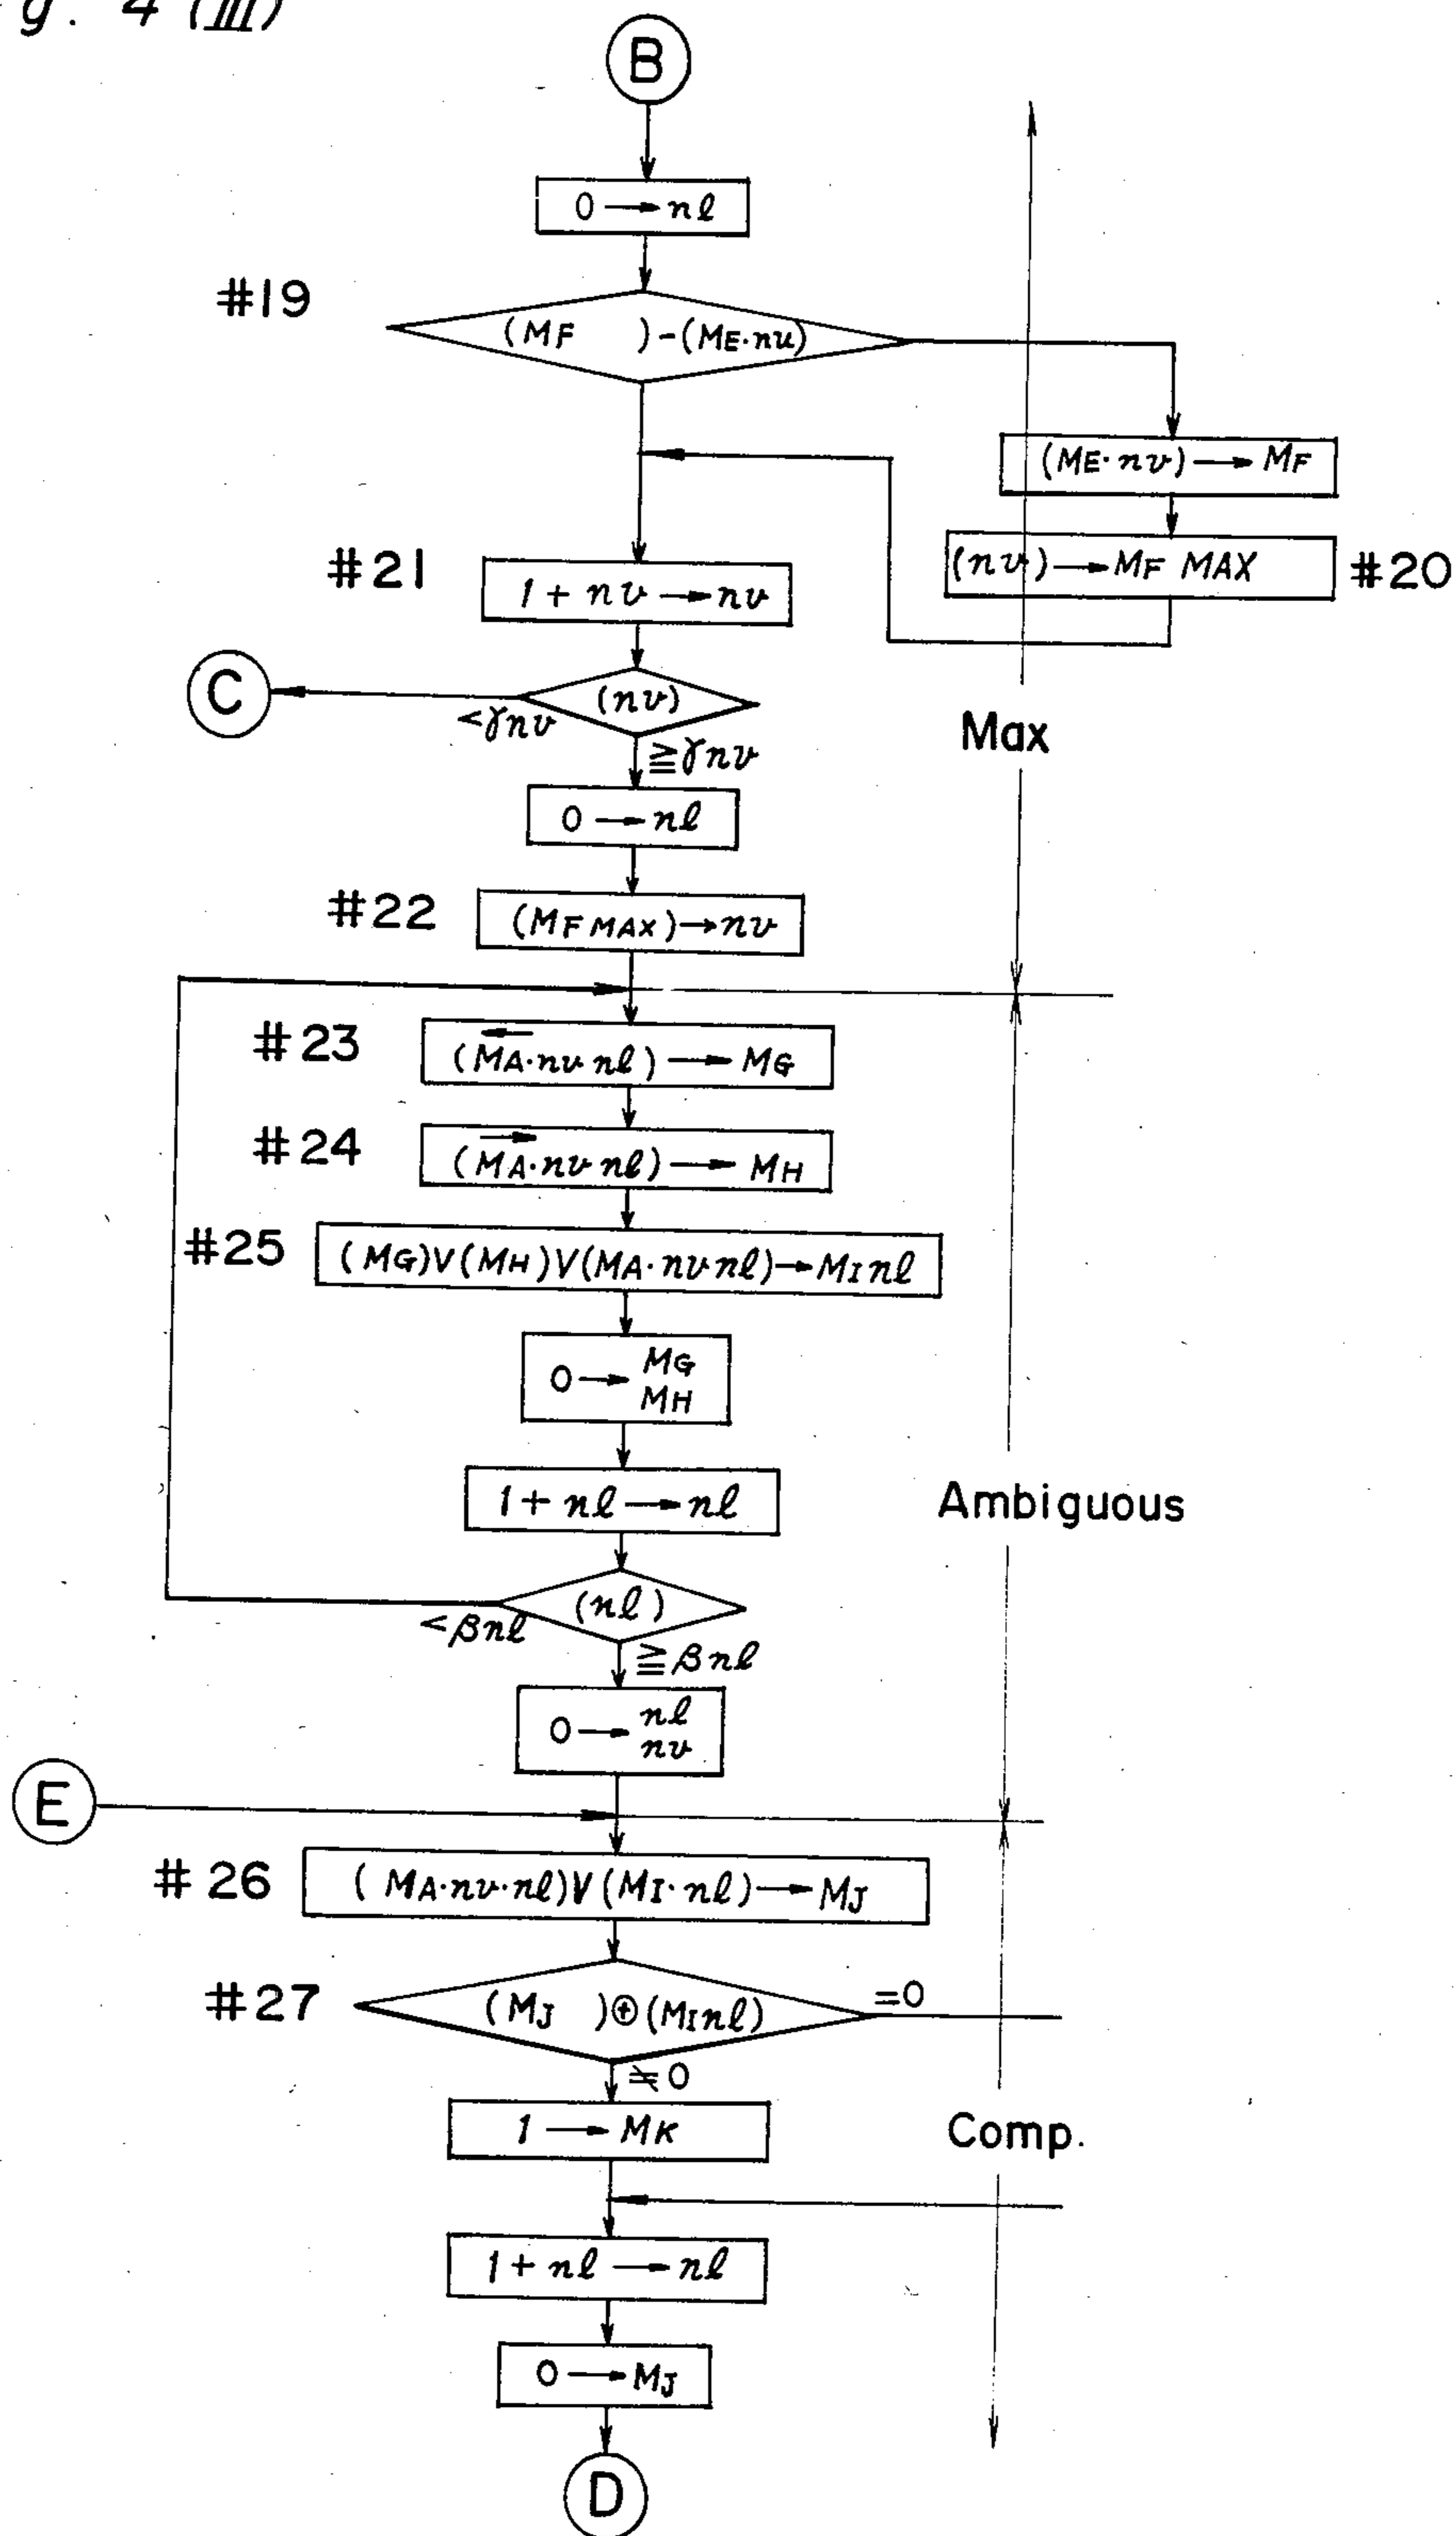 g. 4 (III)
B
0 → nl
#19
(MF ) - (ME·nu)
(ME·nv) → MF
(nv) → MF MAX #20
#21
1 + nv → nv
C
(nv)
<γnv
≧γnv
Max
0 → nl
#22
(MF MAX) → nv
#23
(M̅A·nv nl) → MG
#24
(M̅A·nv nl) → MH
#25
(MG)V(MH)V(MA·nv nl) → MI nl
0 → MG
MH
1 + nl → nl
Ambiguous
(nl)
<βnl
≧βnl
0 → nl
nv
E
#26
(MA·nv·nl)V(MI·nl) → MJ
#27
(MJ )⊕(MI nl)
=0
≠0
1 → MK
Comp.
1 + nl → nl
0 → MJ
D